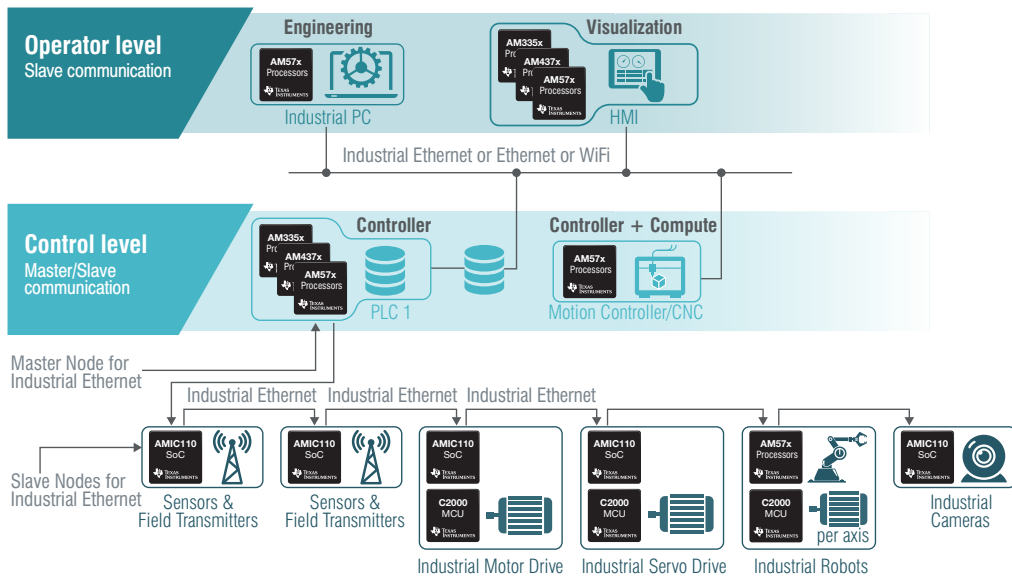 Operator level
Slave communication
Engineering
AM57x
Processors
TEXAS
INSTRUMENTS
Industrial PC
Visualization
AM335x
Pro
AM437x
Pr
AM57x
Processors
TEXAS
INSTRUMENTS
HMI
Industrial Ethernet or Ethernet or WiFi
Control level
Master/Slave
communication
Controller
AM335x
Pro
AM437x
Pro
AM57x
Processors
TEXAS
INSTRUMENTS
PLC 1
Controller + Compute
AM57x
Processors
TEXAS
INSTRUMENTS
Motion Controller/CNC
Master Node for
Industrial Ethernet
Industrial Ethernet
Industrial Ethernet
Industrial Ethernet
Slave Nodes for
Industrial Ethernet
AMIC110
SoC
TEXAS
INSTRUMENTS
Sensors &
Field Transmitters
AMIC110
SoC
TEXAS
INSTRUMENTS
Sensors &
Field Transmitters
AMIC110
SoC
TEXAS
INSTRUMENTS
C2000
MCU
TEXAS
INSTRUMENTS
Industrial Motor Drive
AMIC110
SoC
TEXAS
INSTRUMENTS
C2000
MCU
TEXAS
INSTRUMENTS
Industrial Servo Drive
AM57x
Processors
TEXAS
INSTRUMENTS
C2000
MCU
TEXAS
INSTRUMENTS
per axis
Industrial Robots
AMIC110
SoC
TEXAS
INSTRUMENTS
Industrial
Cameras